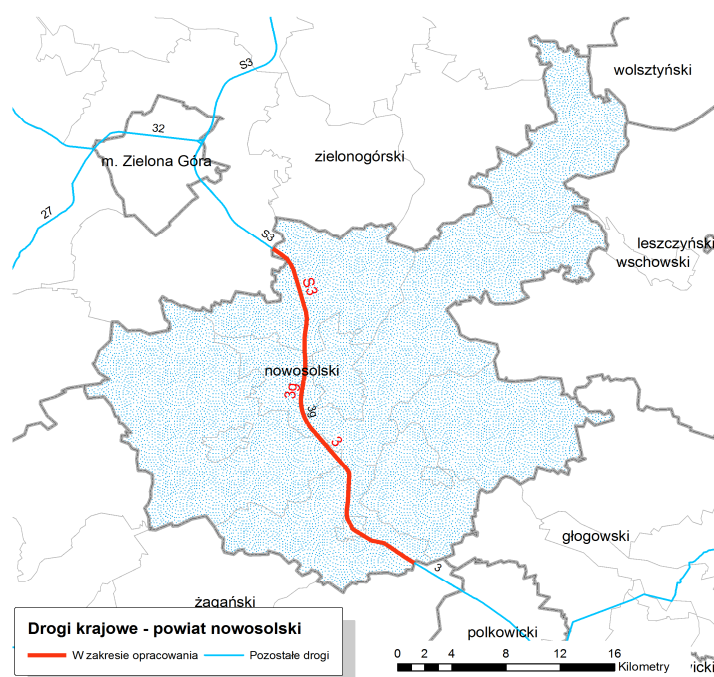 wolsztyński
S3
32
m. Zielona Góra
zielonogórski
27
S3
leszczyński
wschowski
S3
nowosolski
3g
3g
3
głogowski
3
żagański
polkowicki
Drogi krajowe - powiat nowosolski
W zakresie opracowania
Pozostałe drogi
0 2 4 8 12 16
Kilometry
icki